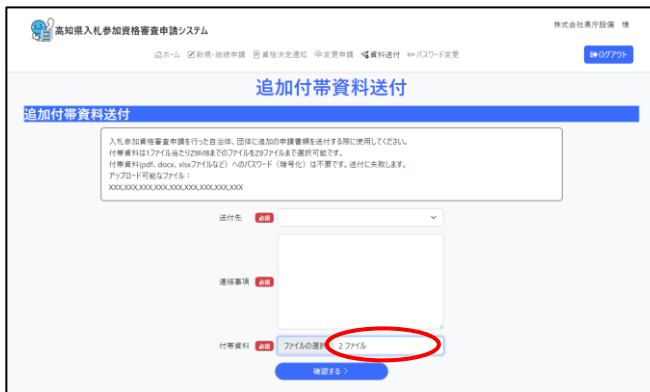 高知県入札参加資格審査申請システム
株式会社県庁設備 様
ホーム 新規・継続申請 資格決定通知 変更申請 資料送付 パスワード変更
ログアウト
追加付帯資料送付
追加付帯資料送付
入札参加資格審査申請を行った自治体、団体に追加の申請書類を送付する際に使用してください。
付帯資料は1ファイル当たりZ9MBまでのファイルをZ9ファイルまで選択可能です。
付帯資料(pdf、docx、xlsxファイルなど）へのパスワード（暗号化）は不要です。送付に失敗します。
アップロード可能なファイル：
XXX,XXX,XXX,XXX,XXX,XXX,XXX,XXX,XXX,XXX
送付先 必須
連絡事項 必須
付帯資料 必須 ファイルの選択 2 ファイル
確認する >